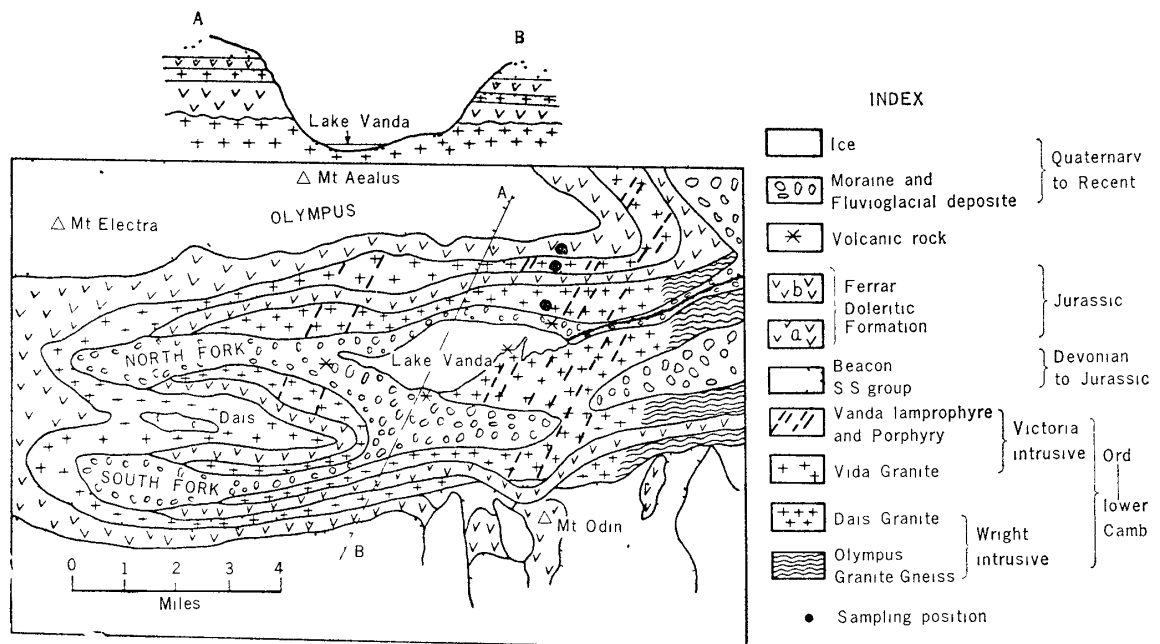 A
B
Lake Vanda
Mt Aealus
OLYMPUS
A
Mt Electra
NORTH FORK
Lake Vanda
Dais
SOUTH FORK
Mt Odin
B
0 1 2 3 4
Miles
INDEX
Ice
Moraine and
Fluvioglacial deposite
Quaternary
to Recent
Volcanic rock
b
a
Ferrar
Doleritic
Formation
Jurassic
Beacon
S S group
Devonian
to Jurassic
Vanda lamprophyre
and Porphyry
Victoria
intrusive
Vida Granite
Dais Granite
Wright
intrusive
Olympus
Granite Gneiss
Ord
lower
Camb
Sampling position